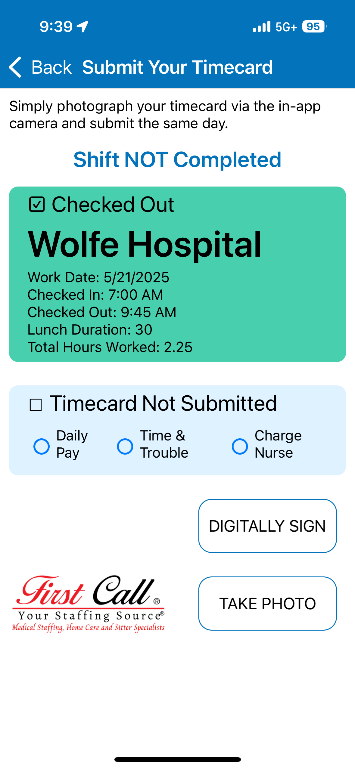 9:39
5G+ 95
Back Submit Your Timecard
Simply photograph your timecard via the in-app
camera and submit the same day.
Shift NOT Completed
Checked Out
Wolfe Hospital
Work Date: 5/21/2025
Checked In: 7:00 AM
Checked Out: 9:45 AM
Lunch Duration: 30
Total Hours Worked: 2.25
Timecard Not Submitted
Daily
Pay
Time &
Trouble
Charge
Nurse
DIGITALLY SIGN
First Call®
Your Staffing Source®
Medical Staffing, Home Care and Sitter Specialists
TAKE PHOTO